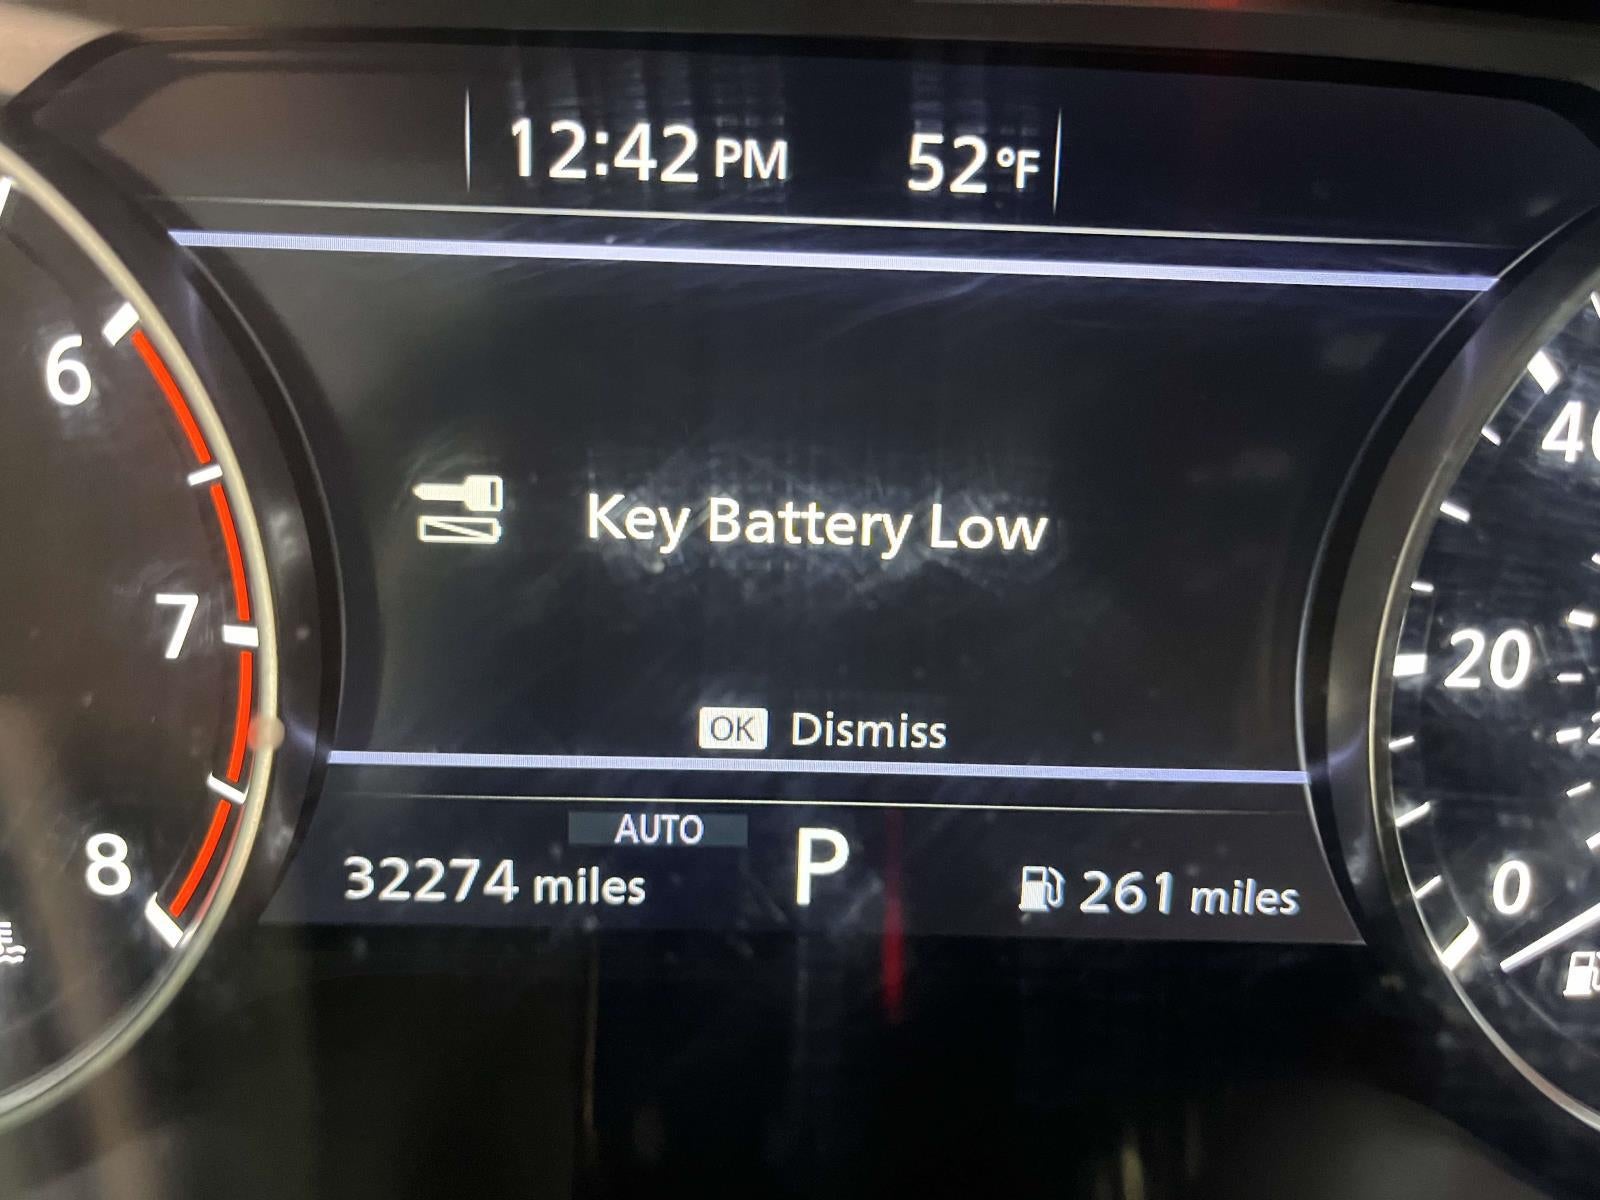 12:42 PM 52°F
6
Key Battery Low
7
20
OK Dismiss
AUTO
8
32274 miles P 261 miles
0